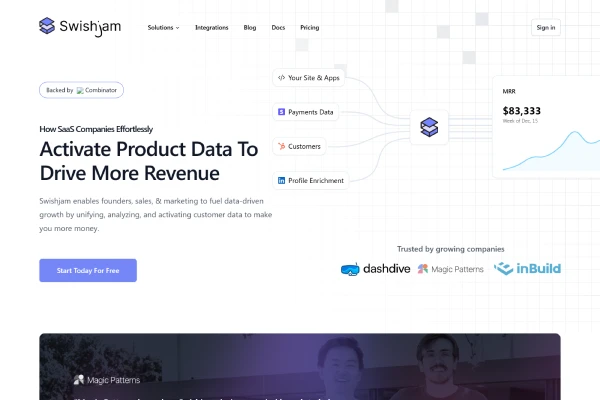 Swishjam
Solutions
Integrations
Blog
Docs
Pricing
Sign in
Backed by Combinator
How SaaS Companies Effortlessly
Activate Product Data To
Drive More Revenue
Swishjam enables founders, sales, & marketing to fuel data-driven
growth by unifying, analyzing, and activating customer data to make
you more money.
Start Today For Free
Your Site & Apps
Payments Data
Customers
Profile Enrichment
MRR
$83,333
Week of Dec, 15
Trusted by growing companies
dashdive
Magic Patterns
inBuild
Magic Patterns